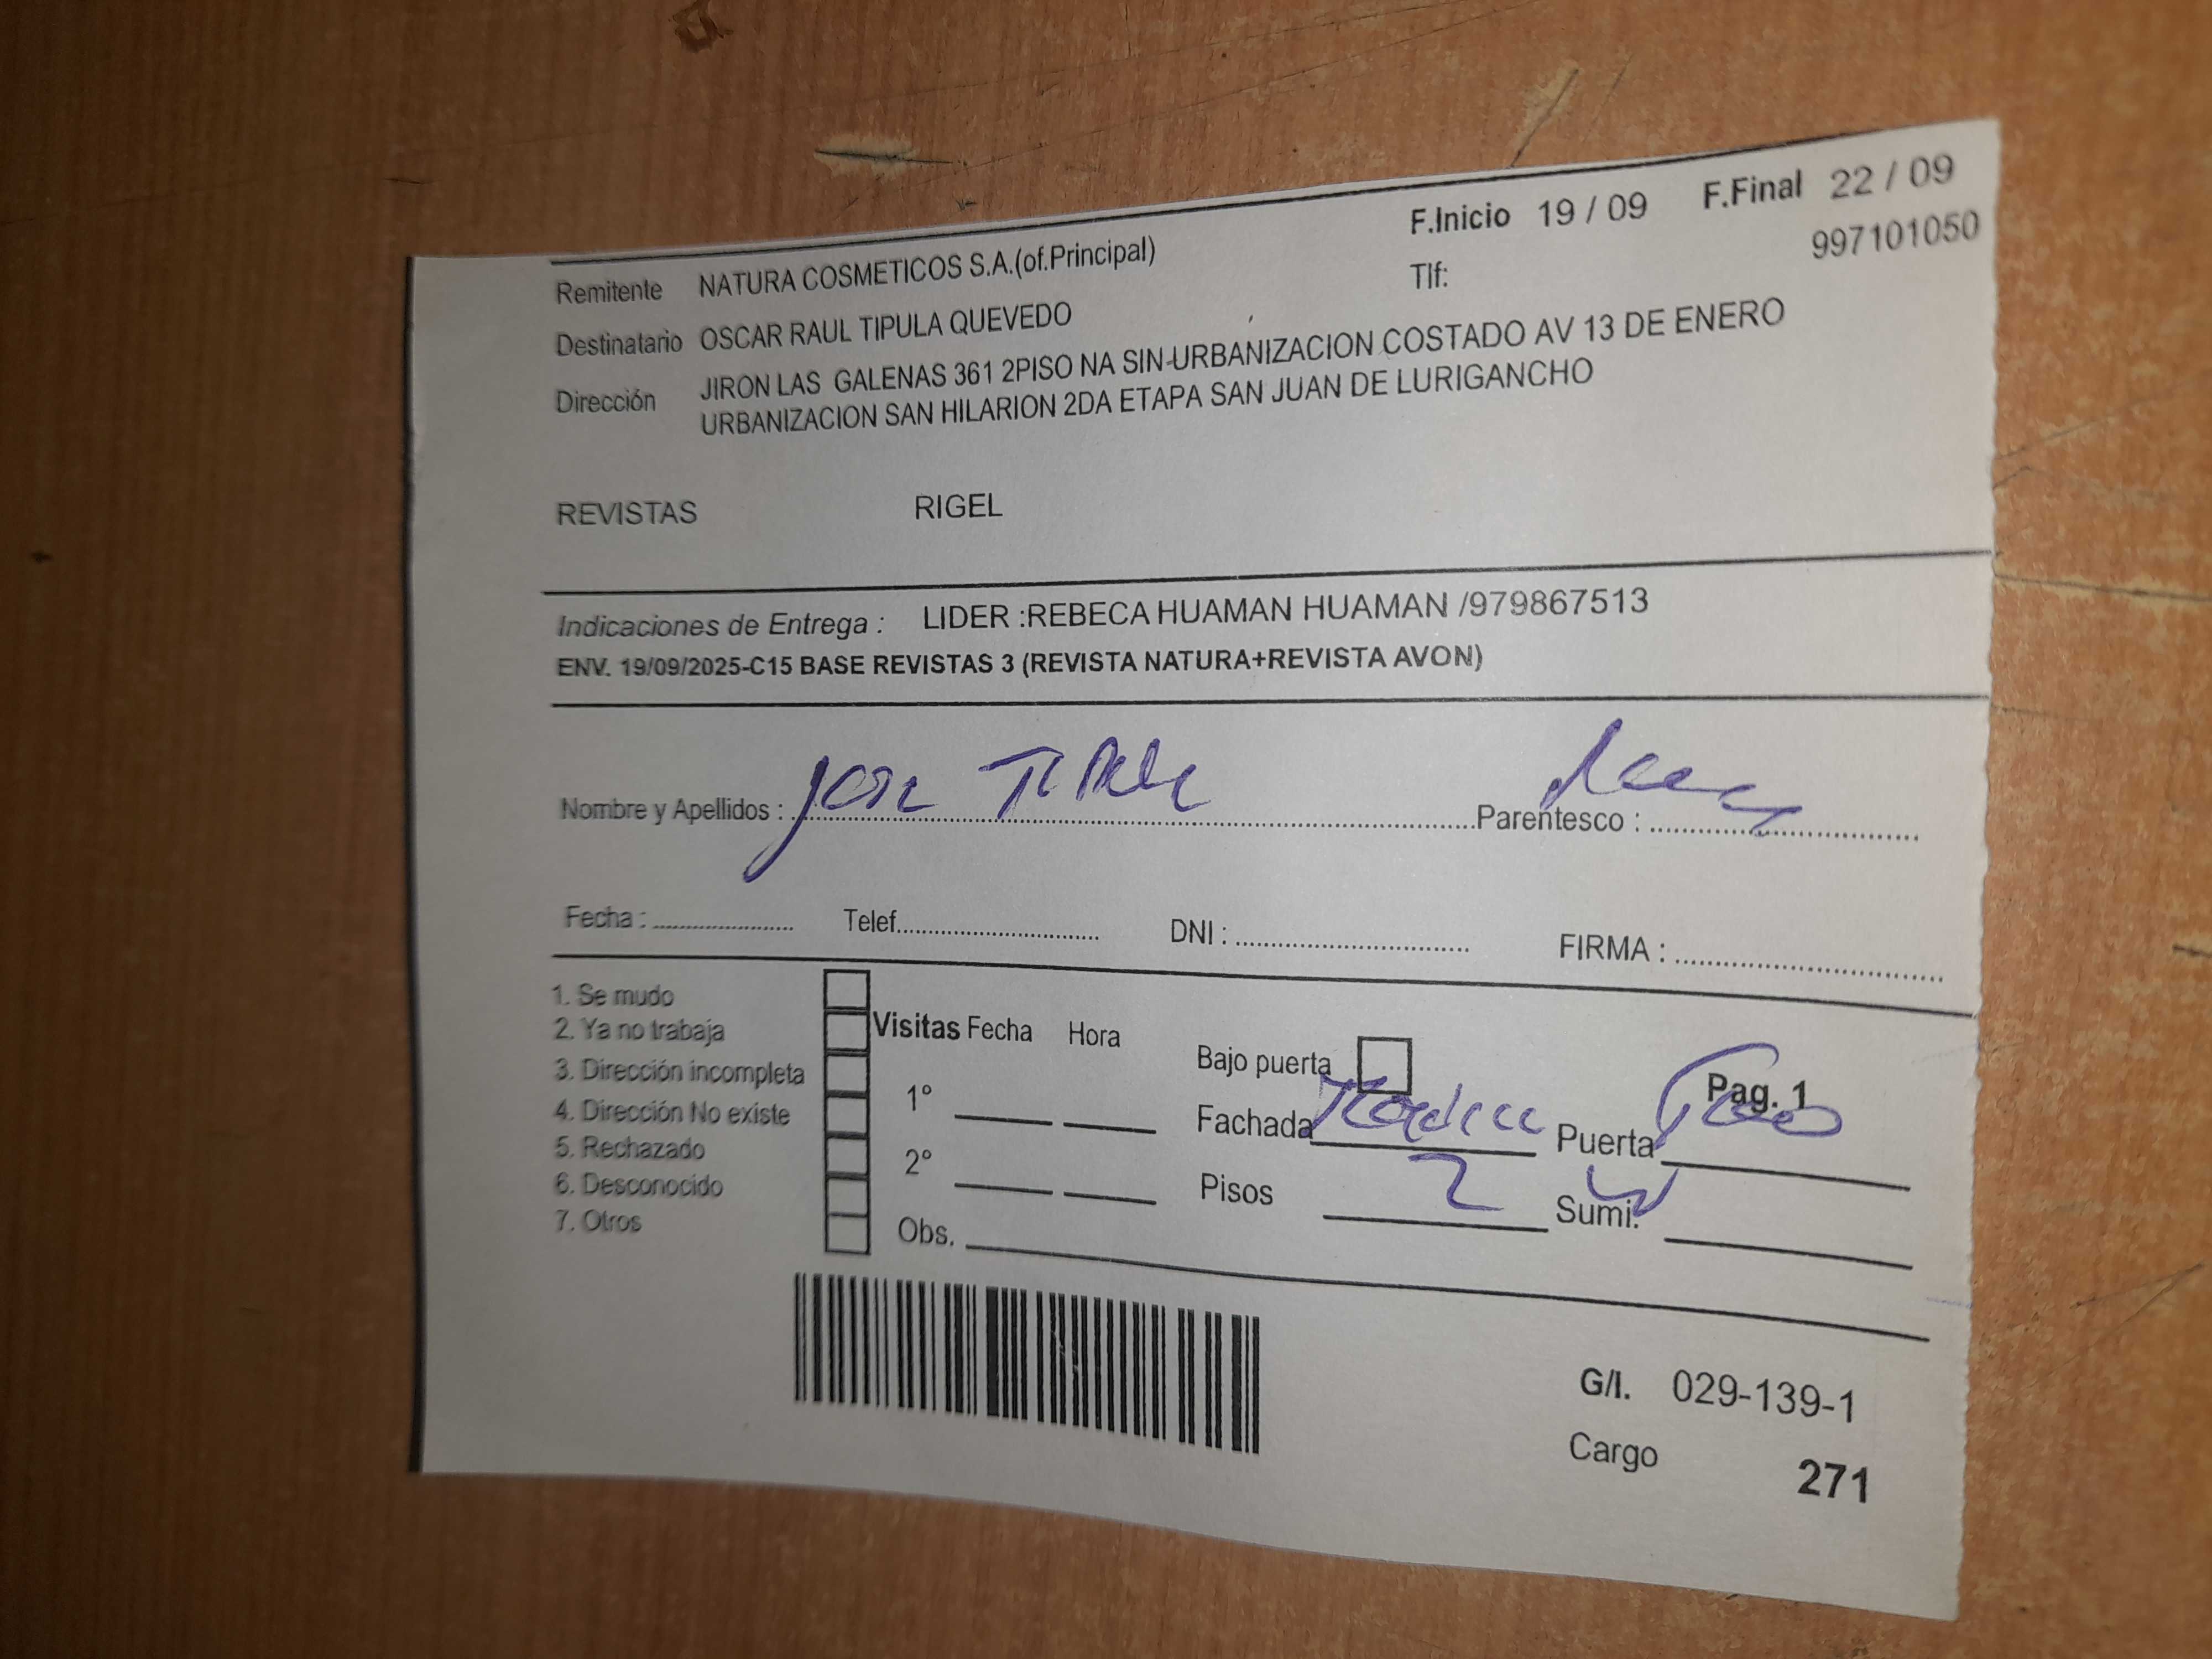 F.Inicio 19 / 09 F.Final 22 / 09
Remitente NATURA COSMETICOS S.A.(of.Principal) Tlf: 997101050
Destinatario OSCAR RAUL TIPULA QUEVEDO
Dirección JIRON LAS GALENAS 361 2PISO NA SIN-URBANIZACION COSTADO AV 13 DE ENERO
URBANIZACION SAN HILARION 2DA ETAPA SAN JUAN DE LURIGANCHO
REVISTAS RIGEL
Indicaciones de Entrega : LIDER :REBECA HUAMAN HUAMAN /979867513
ENV. 19/09/2025-C15 BASE REVISTAS 3 (REVISTA NATURA+REVISTA AVON)
Nombre y Apellidos : Jose Tipula Parentesco :
Fecha : Telef. DNI : FIRMA :
1. Se mudo
2. Ya no trabaja
3. Dirección incompleta
4. Dirección No existe
5. Rechazado
6. Desconocido
7. Otros
Visitas Fecha Hora
1º
2º
Obs.
Bajo puerta Pag. 1
Fachada Puerta
Pisos 2 Sumi.
G/I. 029-139-1
Cargo 271